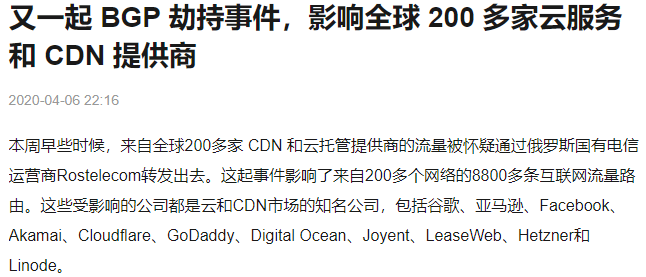 又一起 BGP 劫持事件，影响全球 200 多家云服务
和 CDN 提供商
2020-04-06 22:16
本周早些时候，来自全球200多家 CDN 和云托管提供商的流量被怀疑通过俄罗斯国有电信
运营商Rostelecom转发出去。这起事件影响了来自200多个网络的8800多条互联网流量路
由。这些受影响的公司都是云和CDN市场的知名公司，包括谷歌、亚马逊、Facebook、
Akamai、Cloudflare、GoDaddy、Digital Ocean、Joyent、LeaseWeb、Hetzner和
Linode。